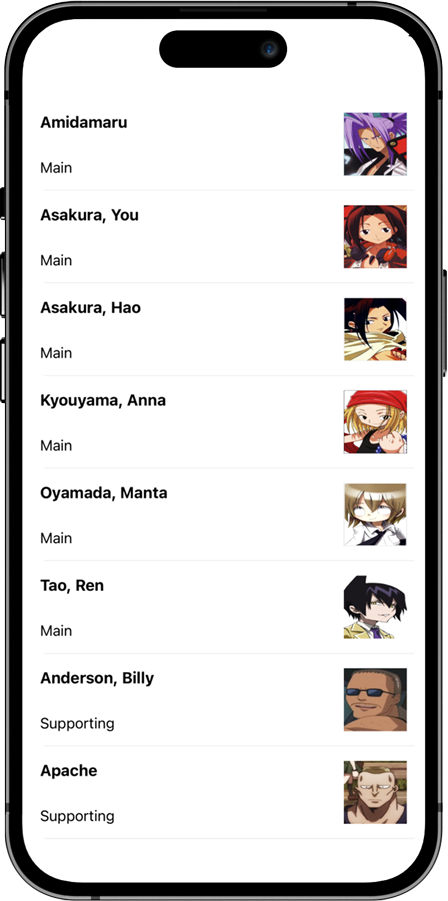 Amidamaru
Main
Asakura, You
Main
Asakura, Hao
Main
Kyouyama, Anna
Main
Oyamada, Manta
Main
Tao, Ren
Main
Anderson, Billy
Supporting
Apache
Supporting